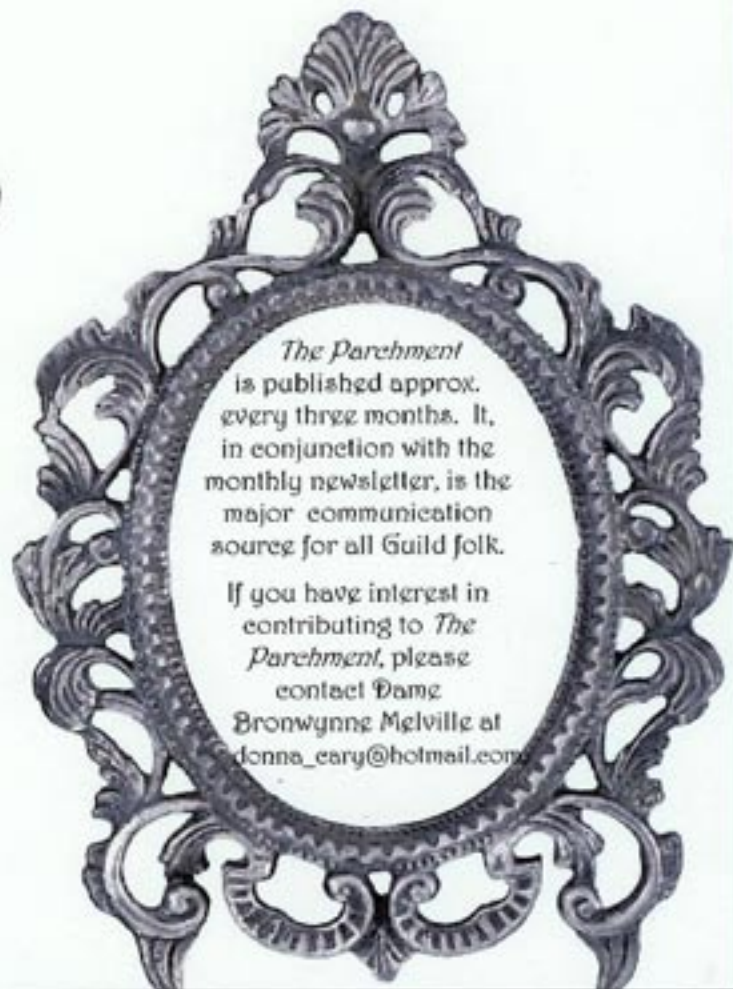 The Parchment
is published approx.
every three months. It,
in conjunction with the
monthly newsletter, is the
major communication
source for all Guild folk.
If you have interest in
contributing to The
Parchment, please
contact Dame
Bronwynne Melville at
donna_cary@hotmail.com